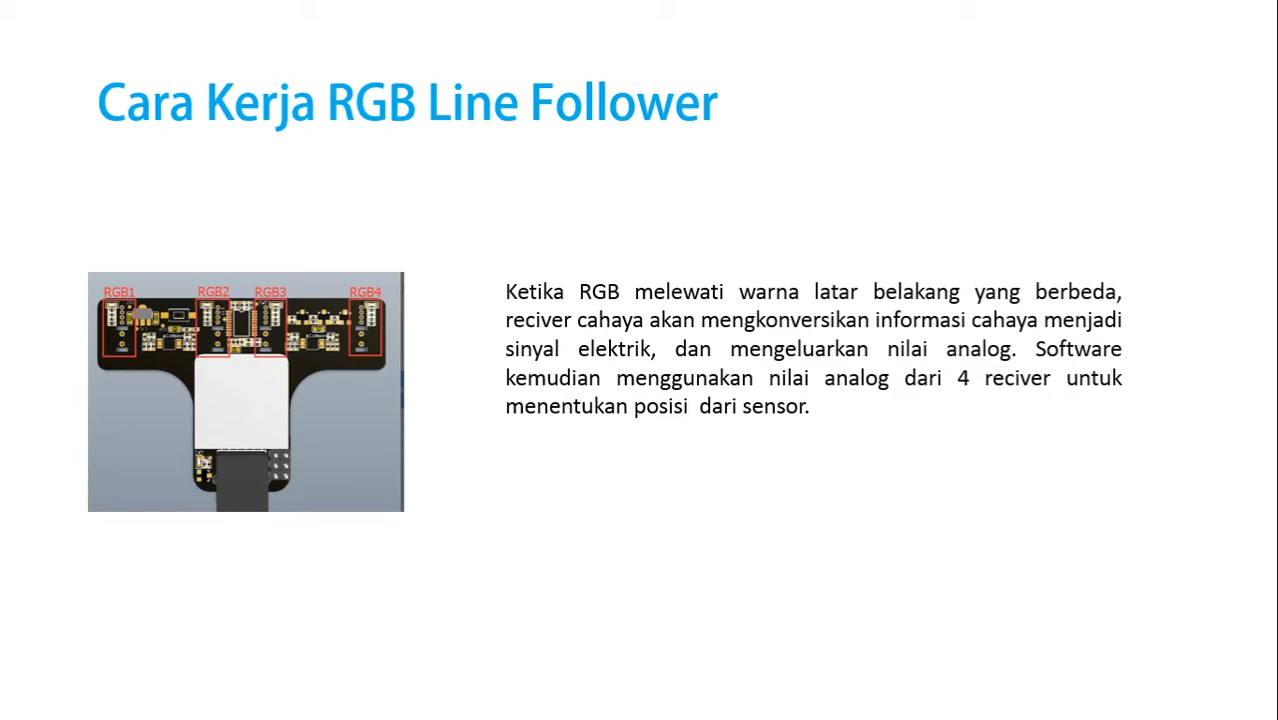 Cara Kerja RGB Line Follower
RGB1
RGB2
RGB3
RGB4
Ketika RGB melewati warna latar belakang yang berbeda,
reciver cahaya akan mengkonversikan informasi cahaya menjadi
sinyal elektrik, dan mengeluarkan nilai analog. Software
kemudian menggunakan nilai analog dari 4 reciver untuk
menentukan posisi dari sensor.